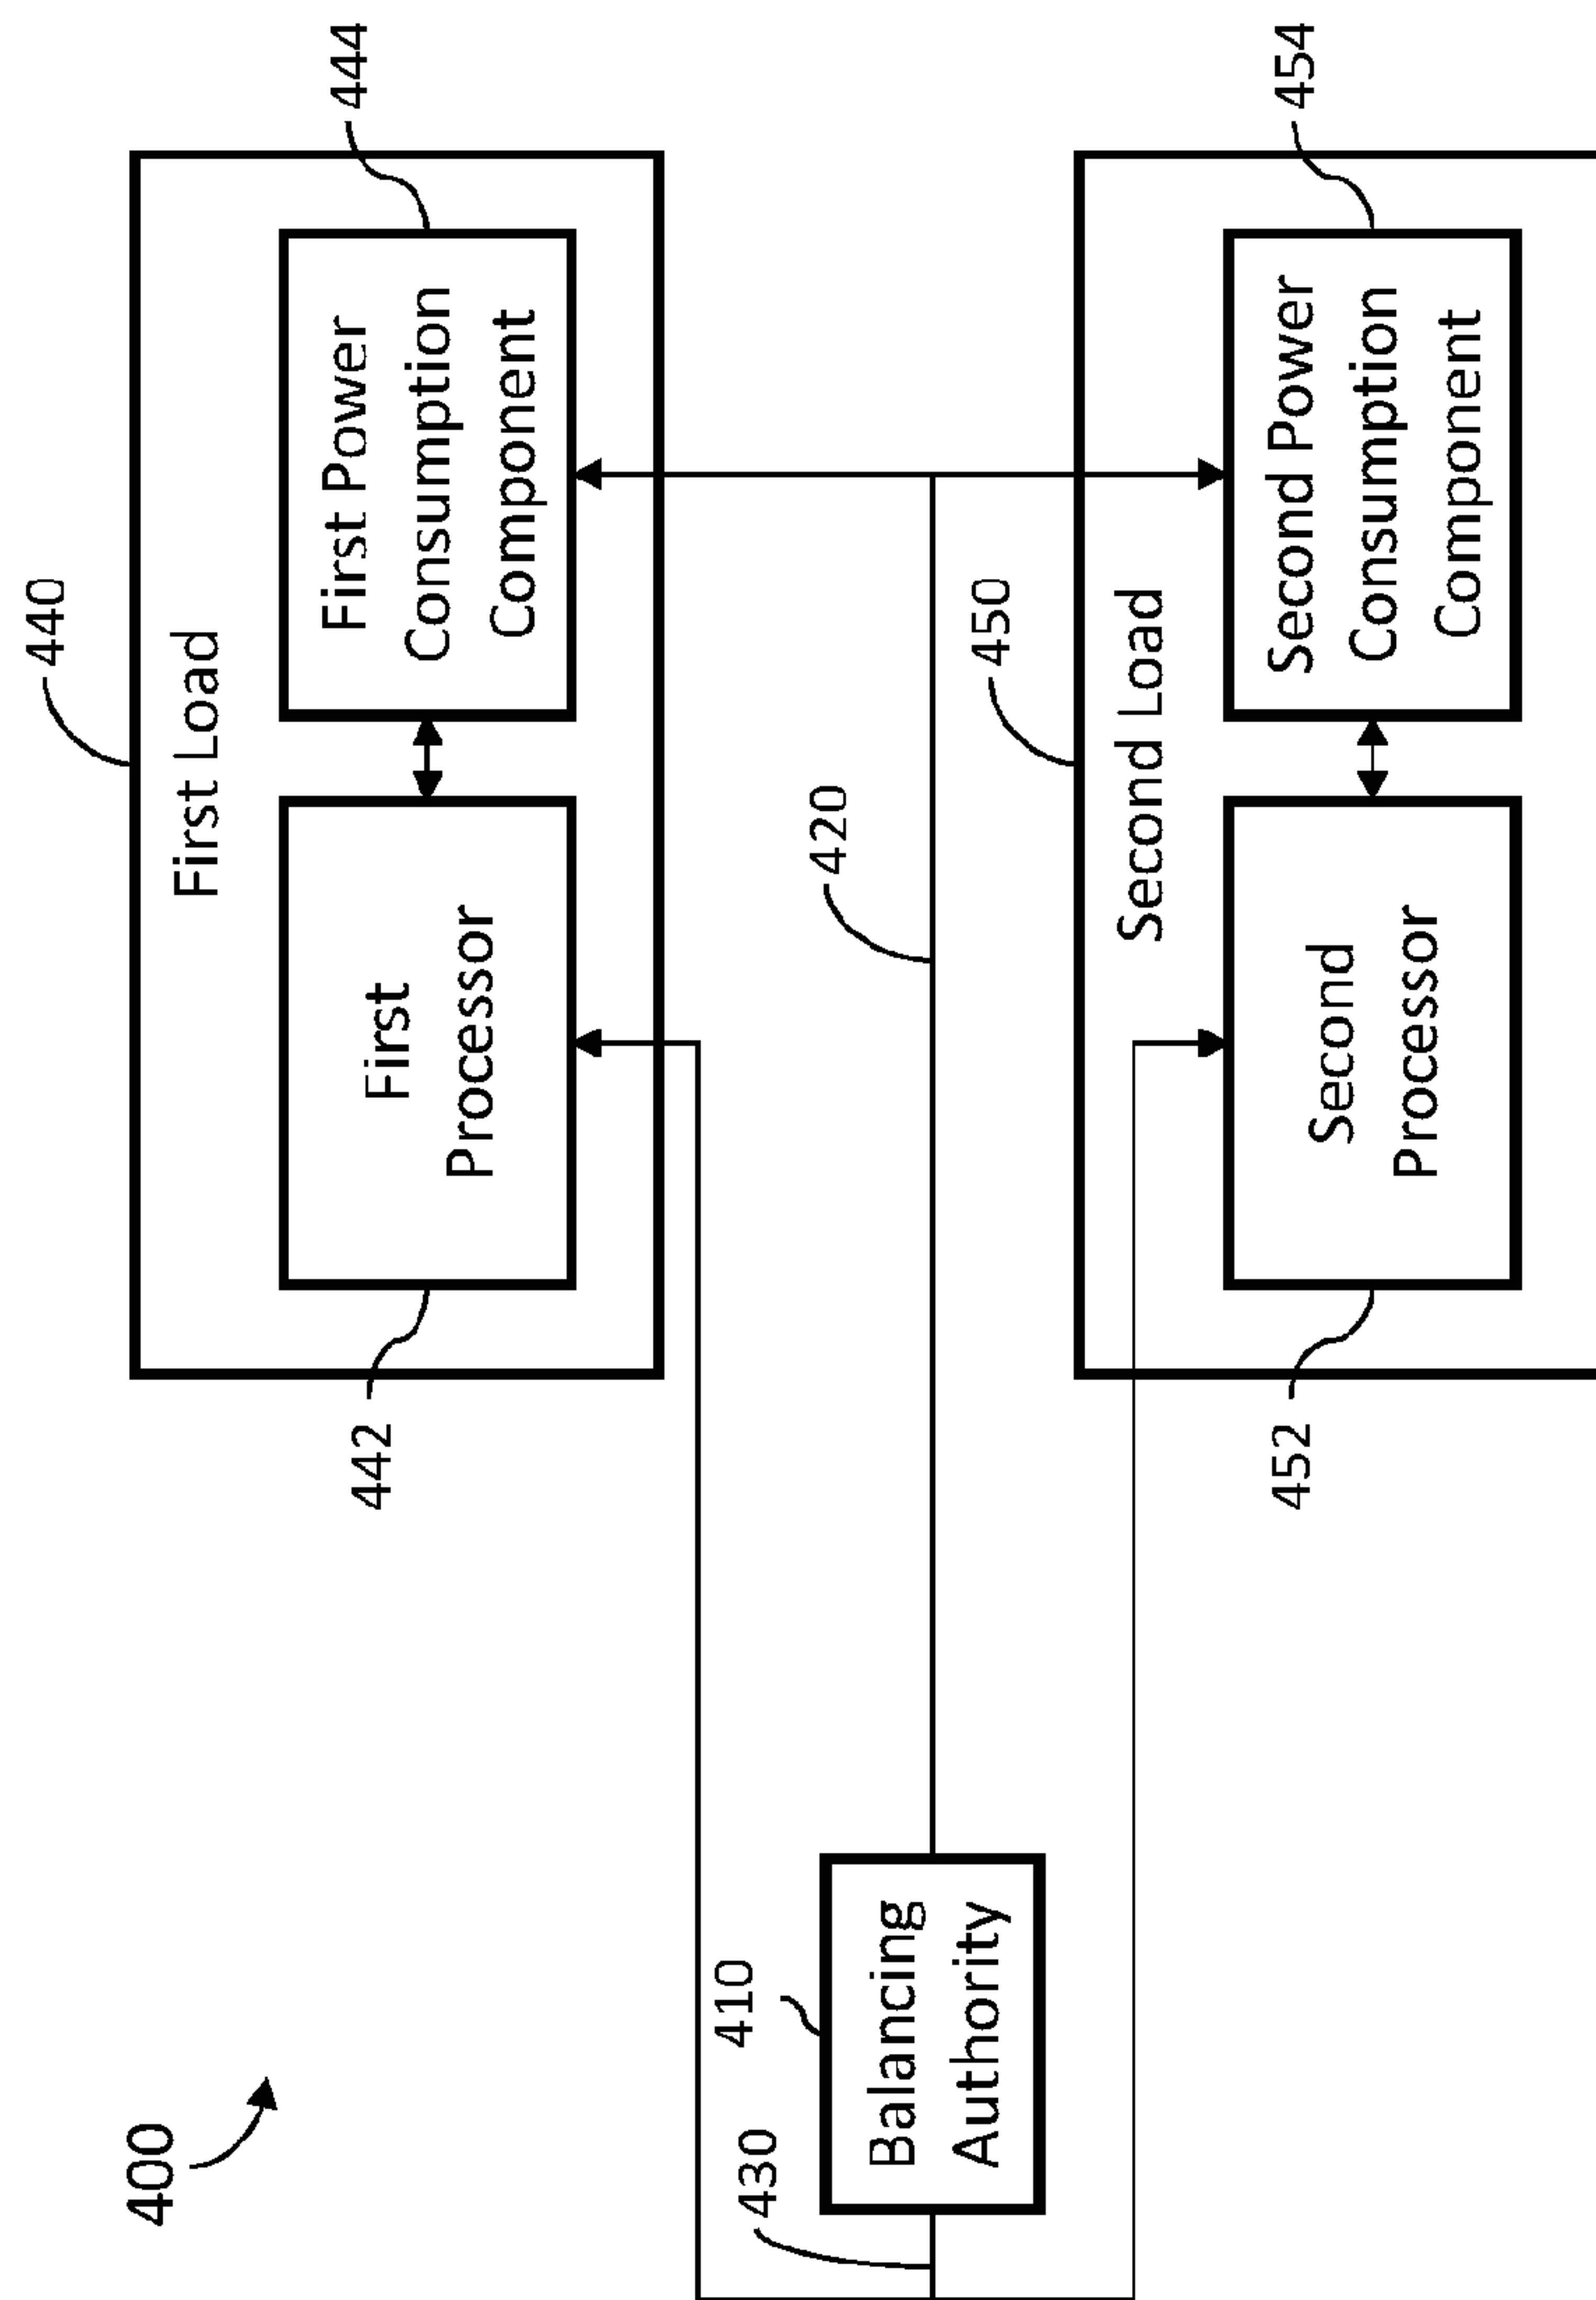 400
440
First Load
442
First
Processor
444
First Power
Consumption
Component
430
410
Balancing
Authority
420
450
Second Load
452
Second
Processor
454
Second Power
Consumption
Component